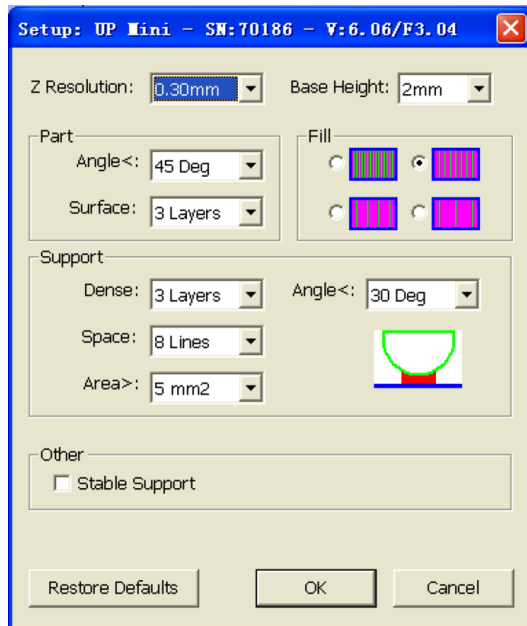 Setup: UP Mini - SN:70186 - V:6.06/F3.04
Z Resolution: 0.30mm Base Height: 2mm
Part Fill
Angle<: 45 Deg
Surface: 3 Layers
Support
Dense: 3 Layers Angle<: 30 Deg
Space: 8 Lines
Area>: 5 mm2
Other
Stable Support
Restore Defaults OK Cancel